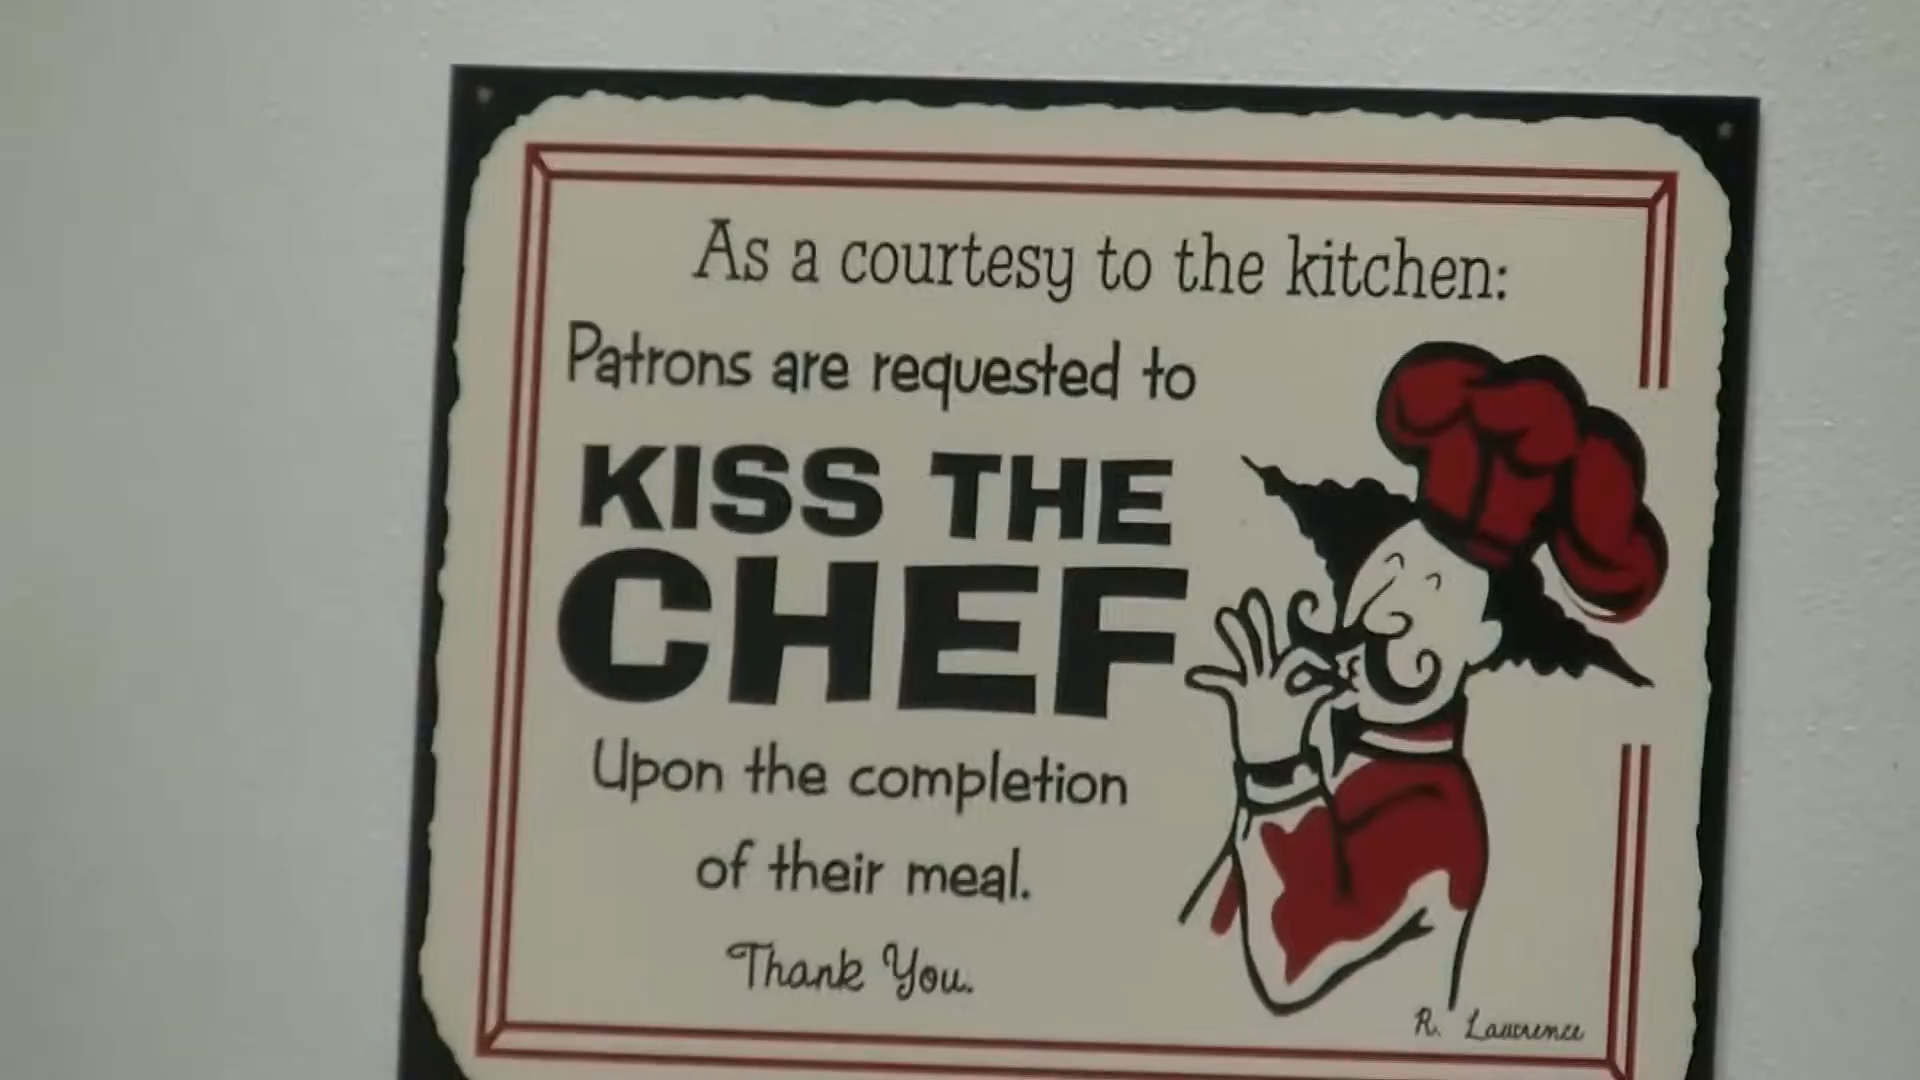 As a courtesy to the kitchen:
Patrons are requested to
KISS THE
CHEF
Upon the completion
of their meal.
Thank You.
R. Lawrence